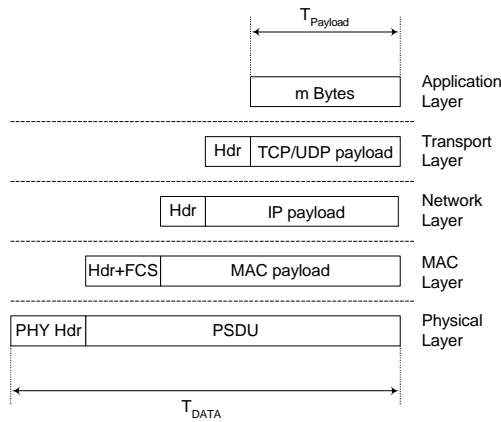 T_Payload
m Bytes
Application
Layer
Hdr
TCP/UDP payload
Transport
Layer
Hdr
IP payload
Network
Layer
Hdr+FCS
MAC payload
MAC
Layer
PHY Hdr
PSDU
Physical
Layer
T_DATA